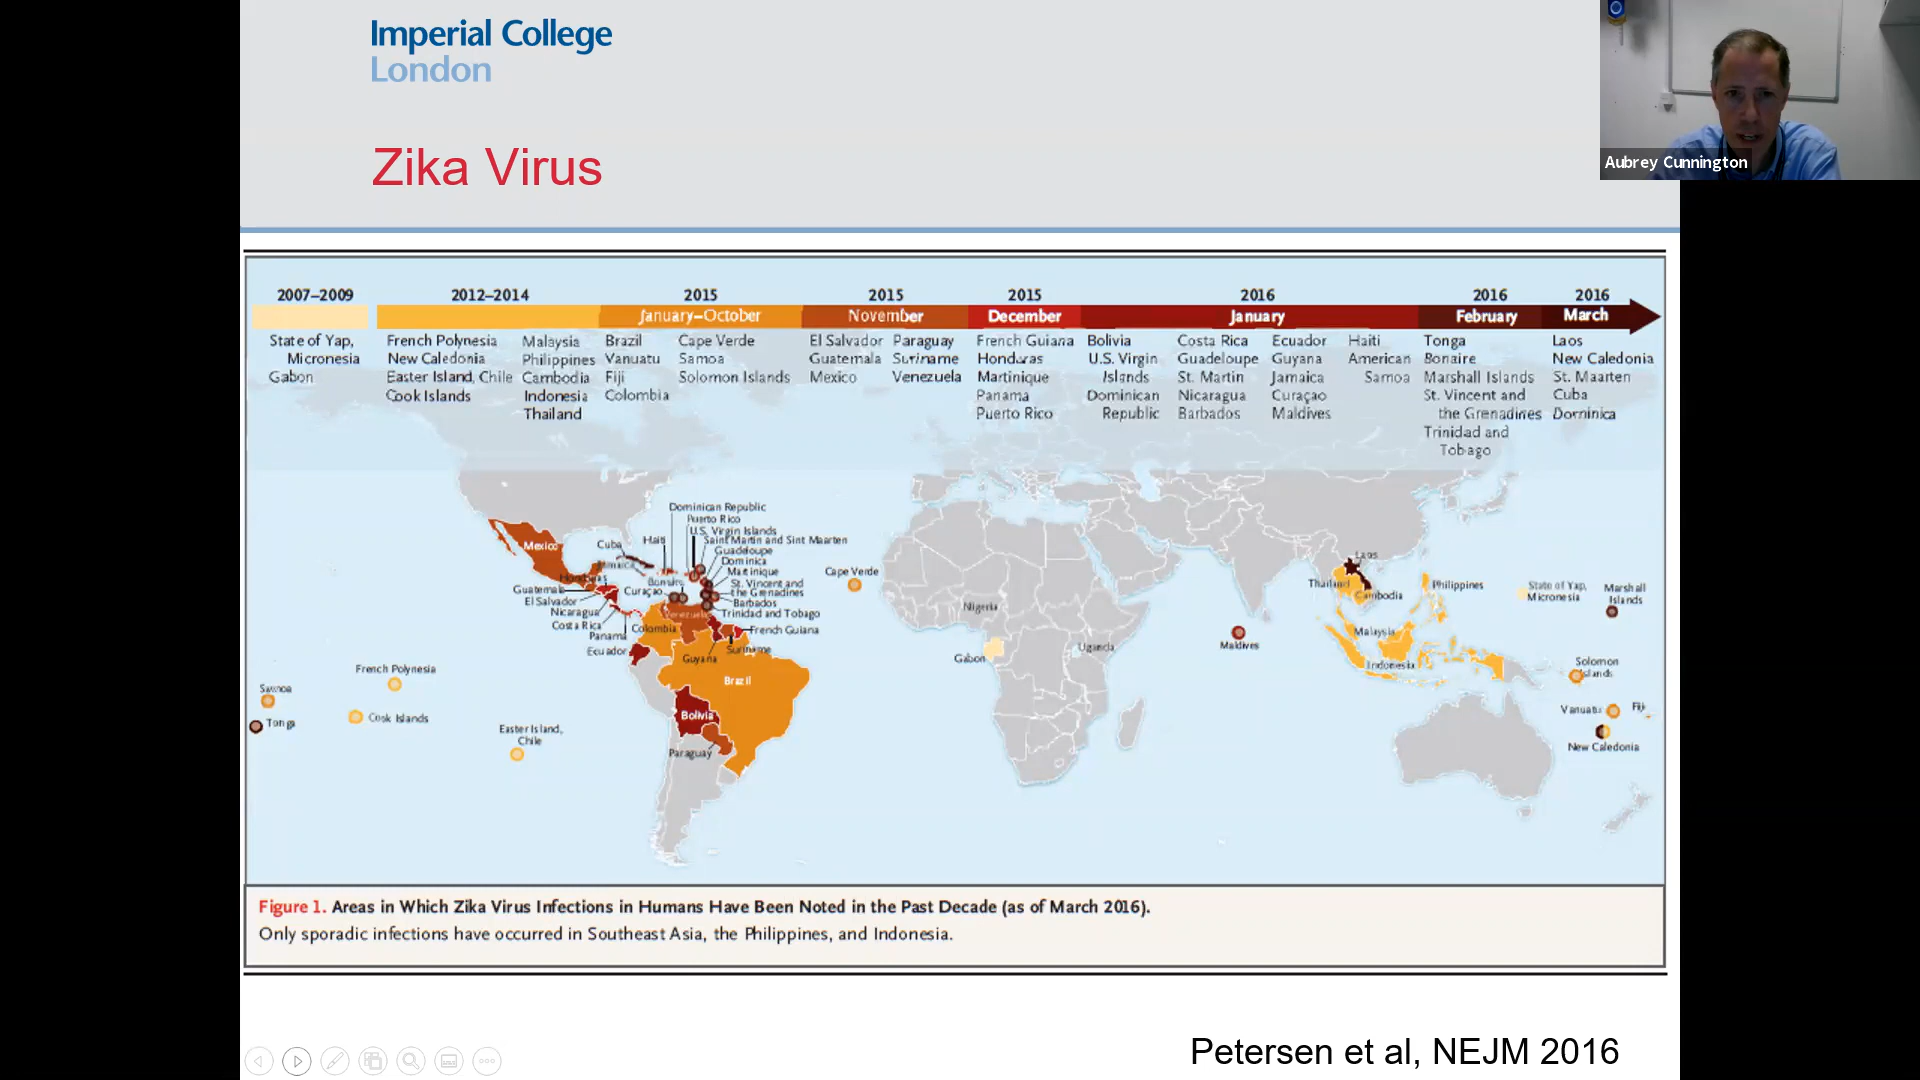 Imperial College
London
Aubrey Cunnington
Zika Virus
2007–2009
2012–2014
2015
2015
2015
2016
2016
2016
January–October
November
December
January
February
March
State of Yap,
Micronesia
Gabon
French Polynesia
New Caledonia
Easter Island, Chile
Cook Islands
Malaysia
Philippines
Cambodia
Indonesia
Thailand
Brazil
Vanuatu
Fiji
Colombia
Cape Verde
Samoa
Solomon Islands
El Salvador
Guatemala
Mexico
Paraguay
Suriname
Venezuela
French Guiana
Honduras
Martinique
Panama
Puerto Rico
Bolivia
U.S. Virgin
Islands
Dominican
Republic
Costa Rica
Guadeloupe
St. Martin
Nicaragua
Barbados
Ecuador
Guyana
Jamaica
Curaçao
Maldives
Haiti
American
Samoa
Tonga
Bonaire
Marshall Islands
St. Vincent and
the Grenadines
Trinidad and
Tobago
Laos
New Caledonia
St. Maarten
Cuba
Dominica
Dominican Republic
Puerto Rico
U.S. Virgin Islands
Saint Martin and Sint Maarten
Guadeloupe
Dominica
Martinique
St. Vincent and
the Grenadines
Barbados
Trinidad and Tobago
French Guiana
Mexico
Cuba
Haiti
Jamaica
Honduras
Bonaire
Guatemala
Curaçao
El Salvador
Nicaragua
Costa Rica
Panama
Venezuela
Colombia
Ecuador
Guyana
Suriname
Brazil
Bolivia
Paraguay
Cape Verde
French Polynesia
Samoa
Tonga
Cook Islands
Easter Island,
Chile
Nigeria
Gabon
Uganda
Maldives
Laos
Thailand
Cambodia
Philippines
Malaysia
Indonesia
State of Yap,
Micronesia
Marshall
Islands
Solomon
Islands
Vanuatu
Fiji
New Caledonia
Figure 1. Areas in Which Zika Virus Infections in Humans Have Been Noted in the Past Decade (as of March 2016).
Only sporadic infections have occurred in Southeast Asia, the Philippines, and Indonesia.
Petersen et al, NEJM 2016